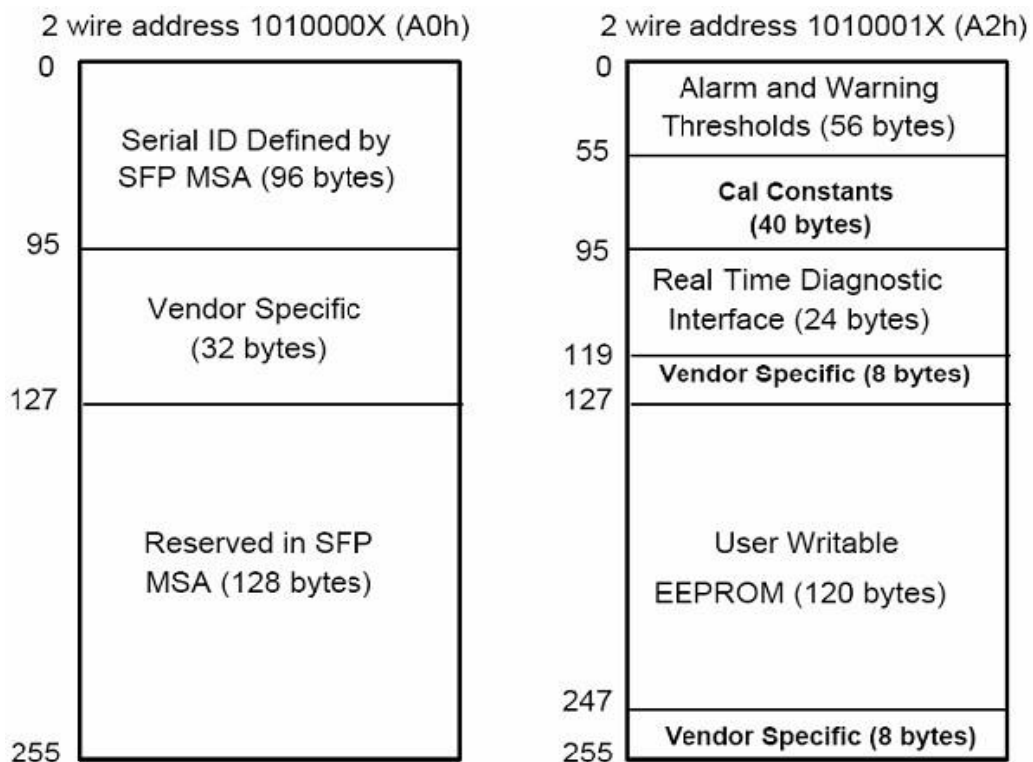 2 wire address 1010000X (A0h)
0
Serial ID Defined by
SFP MSA (96 bytes)
95
Vendor Specific
(32 bytes)
127
Reserved in SFP
MSA (128 bytes)
255
2 wire address 1010001X (A2h)
0
Alarm and Warning
Thresholds (56 bytes)
55
Cal Constants
(40 bytes)
95
Real Time Diagnostic
Interface (24 bytes)
119
Vendor Specific (8 bytes)
127
User Writable
EEPROM (120 bytes)
247
Vendor Specific (8 bytes)
255